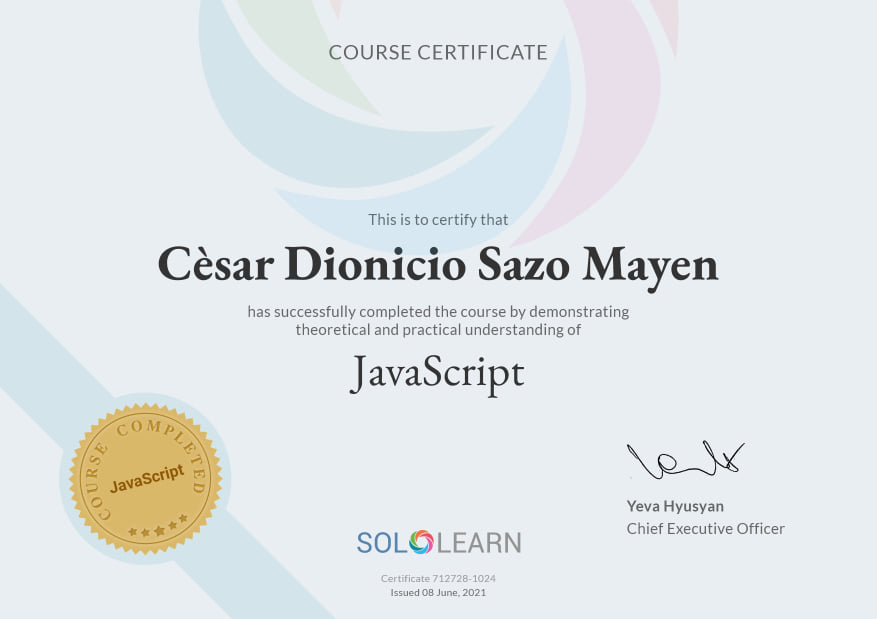 COURSE CERTIFICATE
This is to certify that
Cèsar Dionicio Sazo Mayen
has successfully completed the course by demonstrating
theoretical and practical understanding of
JavaScript
COURSE COMPLETED
JavaScript
Yeva Hyusyan
Chief Executive Officer
SOLOLEARN
Certificate 712728-1024
Issued 08 June, 2021